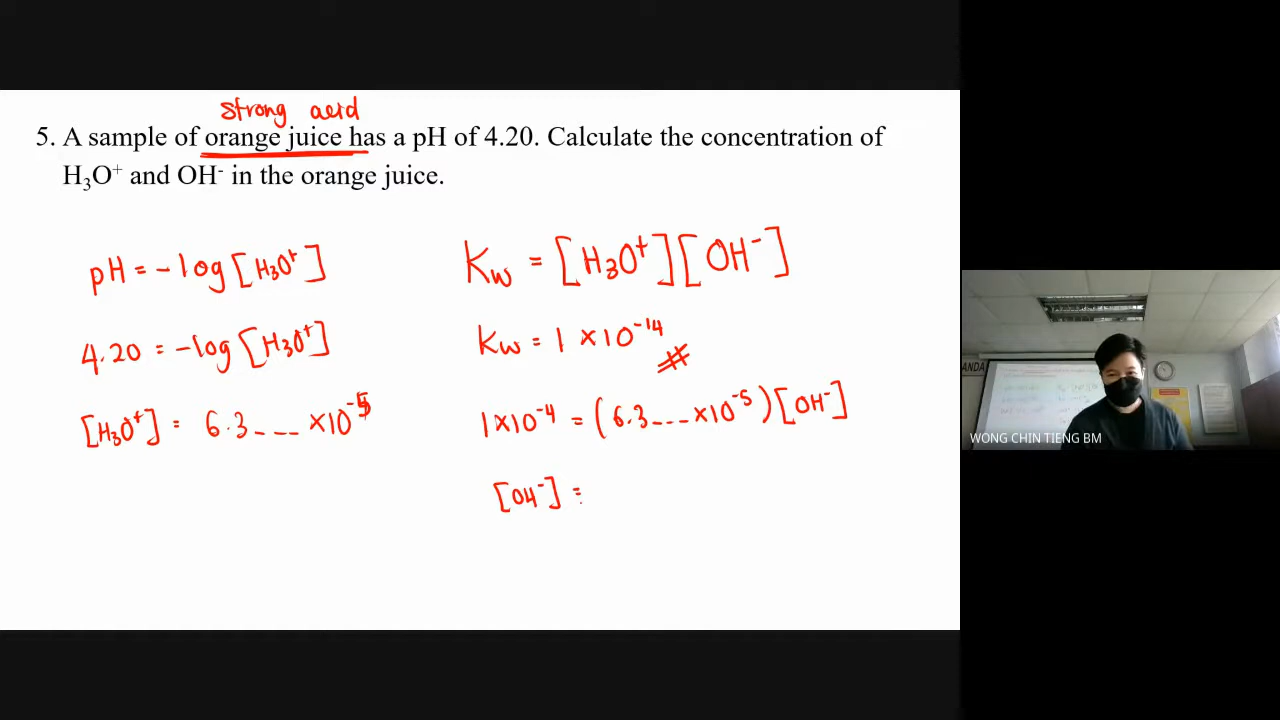 strong acid
5. A sample of orange juice has a pH of 4.20. Calculate the concentration of
H₃O⁺ and OH⁻ in the orange juice.
pH = -log [H₃O⁺]
4.20 = -log [H₃O⁺]
[H₃O⁺] = 6.3... ×10⁻⁵
Kw = [H₃O⁺][OH⁻]
Kw = 1 ×10⁻¹⁴
1×10⁻⁴ = (6.3... ×10⁻⁵)[OH⁻]
[OH⁻] =
WONG CHIN TIENG BM